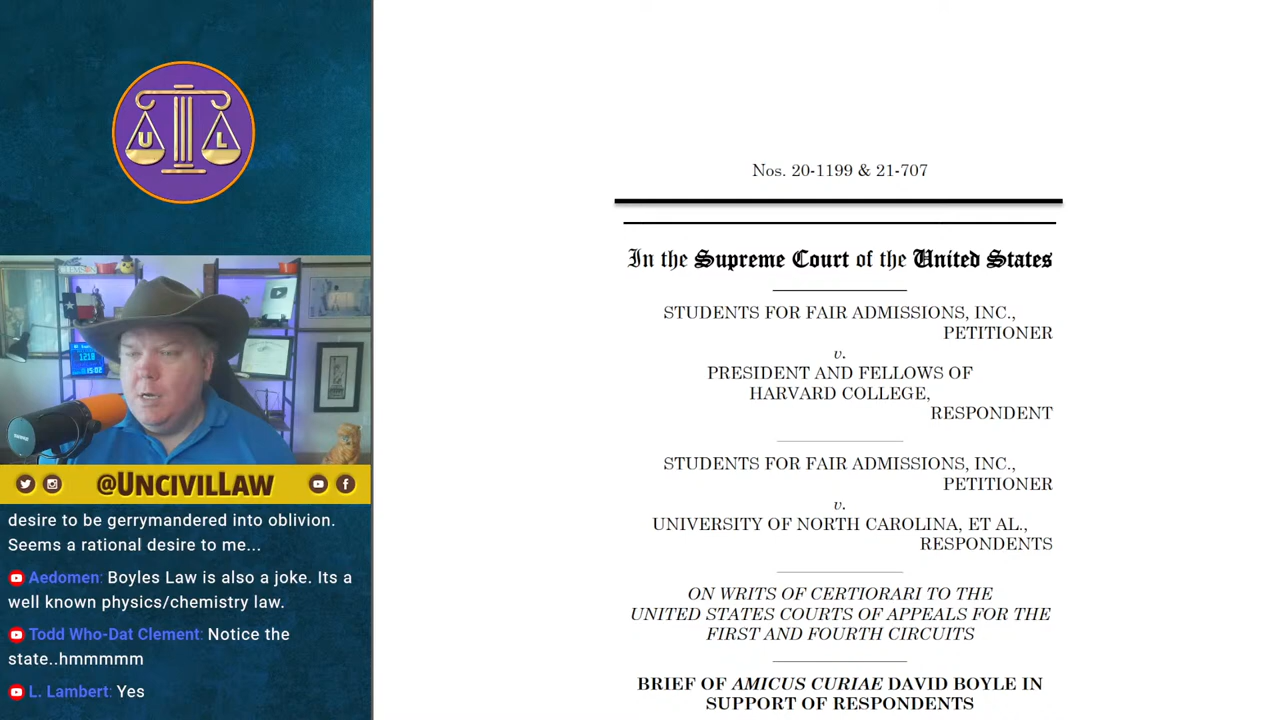 U L
1218
15:02
@UNCIVILLAW
desire to be gerrymandered into oblivion.
Seems a rational desire to me...
Aedomen: Boyles Law is also a joke. Its a
well known physics/chemistry law.
Todd Who-Dat Clement: Notice the
state..hmmmmm
L. Lambert: Yes
Nos. 20-1199 & 21-707
In the Supreme Court of the United States
STUDENTS FOR FAIR ADMISSIONS, INC.,
PETITIONER
v.
PRESIDENT AND FELLOWS OF
HARVARD COLLEGE,
RESPONDENT
STUDENTS FOR FAIR ADMISSIONS, INC.,
PETITIONER
v.
UNIVERSITY OF NORTH CAROLINA, ET AL.,
RESPONDENTS
ON WRITS OF CERTIORARI TO THE
UNITED STATES COURTS OF APPEALS FOR THE
FIRST AND FOURTH CIRCUITS
BRIEF OF AMICUS CURIAE DAVID BOYLE IN
SUPPORT OF RESPONDENTS